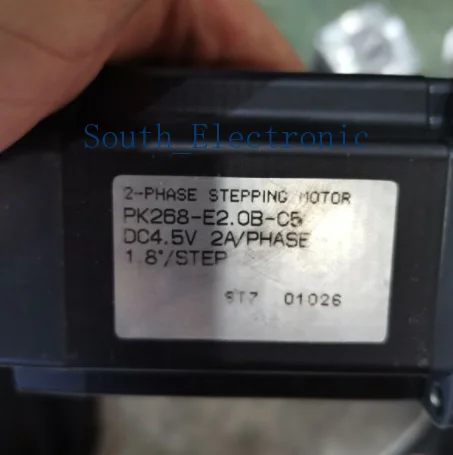 South_Electronic
2-PHASE STEPPING MOTOR
PK268-E2.0B-C5
DC4.5V 2A/PHASE
1.8°/STEP
ST7 01026